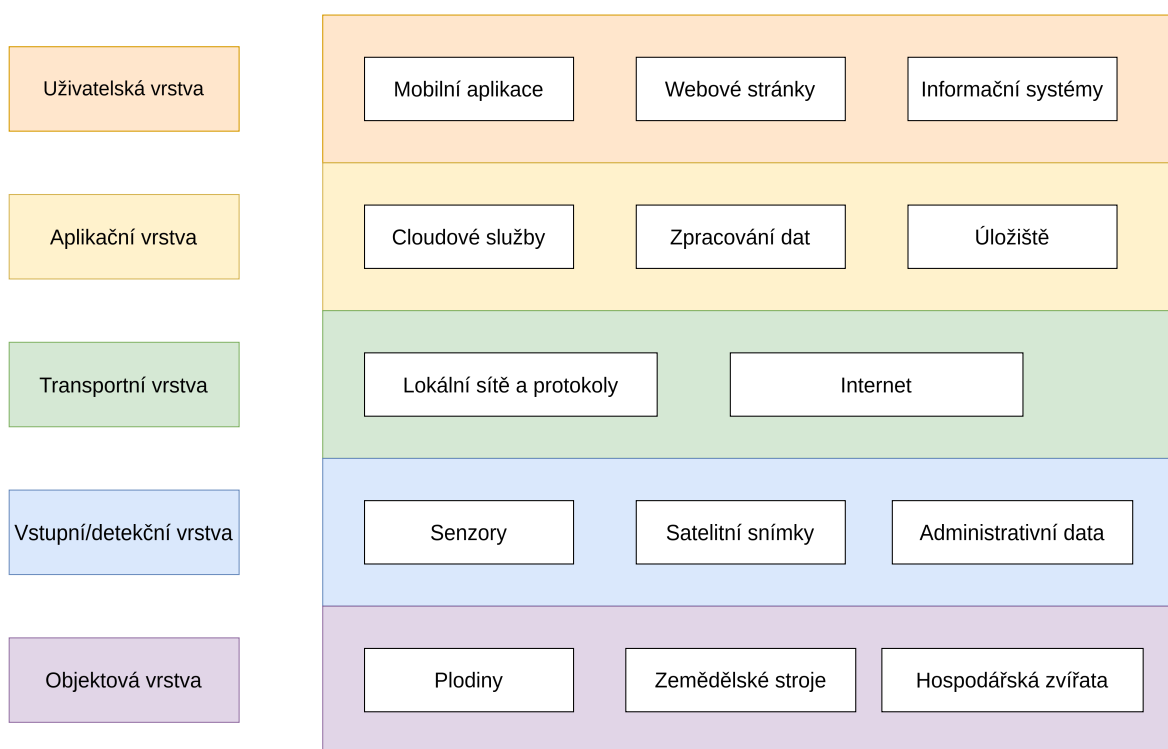 Uživatelská vrstva
Mobilní aplikace
Webové stránky
Informační systémy
Aplikační vrstva
Cloudové služby
Zpracování dat
Úložiště
Transportní vrstva
Lokální sítě a protokoly
Internet
Vstupní/detekční vrstva
Senzory
Satelitní snímky
Administrativní data
Objektová vrstva
Plodiny
Zemědělské stroje
Hospodářská zvířata